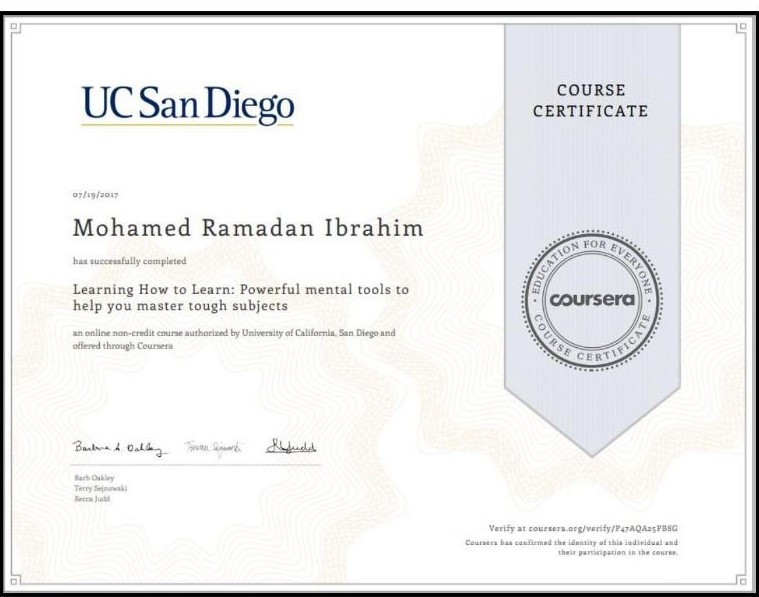 UC San Diego
COURSE
CERTIFICATE
07/19/2017
Mohamed Ramadan Ibrahim
has successfully completed
Learning How to Learn: Powerful mental tools to
help you master tough subjects
an online non-credit course authorized by University of California, San Diego and
offered through Coursera
EDUCATION FOR EVERYONE
coursera
COURSE CERTIFICATE
Barbara A. Oakley
Barb Oakley
Terry Sejnowski
Becca Judd
Verify at coursera.org/verify/P47AQA25PB8G
Coursera has confirmed the identity of this individual and
their participation in the course.